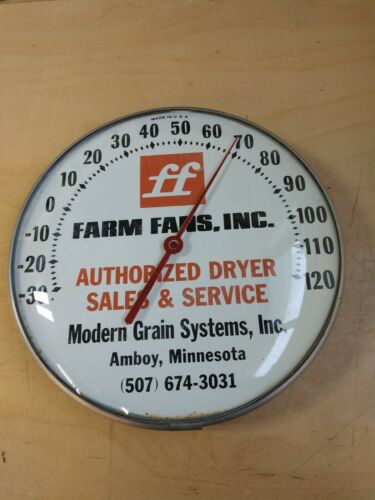 MADE IN U.S.A.
-30 -20 -10 0 10 20 30 40 50 60 70 80 90 100 110 120
ff
FARM FANS, INC.
AUTHORIZED DRYER
SALES & SERVICE
Modern Grain Systems, Inc.
Amboy, Minnesota
(507) 674-3031